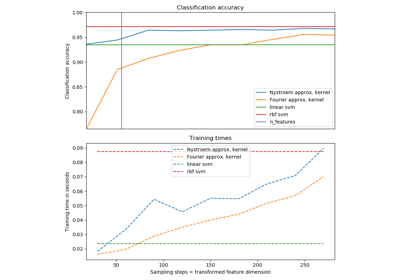 Classification accuracy
1.00
0.95
0.90
0.85
0.80
Classification accuracy
Nystroem approx. kernel
Fourier approx. kernel
linear svm
rbf svm
n_features
Training times
0.09
0.08
0.07
0.06
0.05
0.04
0.03
0.02
Training time in seconds
Nystroem approx. kernel
Fourier approx. kernel
linear svm
rbf svm
50 100 150 200 250
Sampling steps = transformed feature dimension